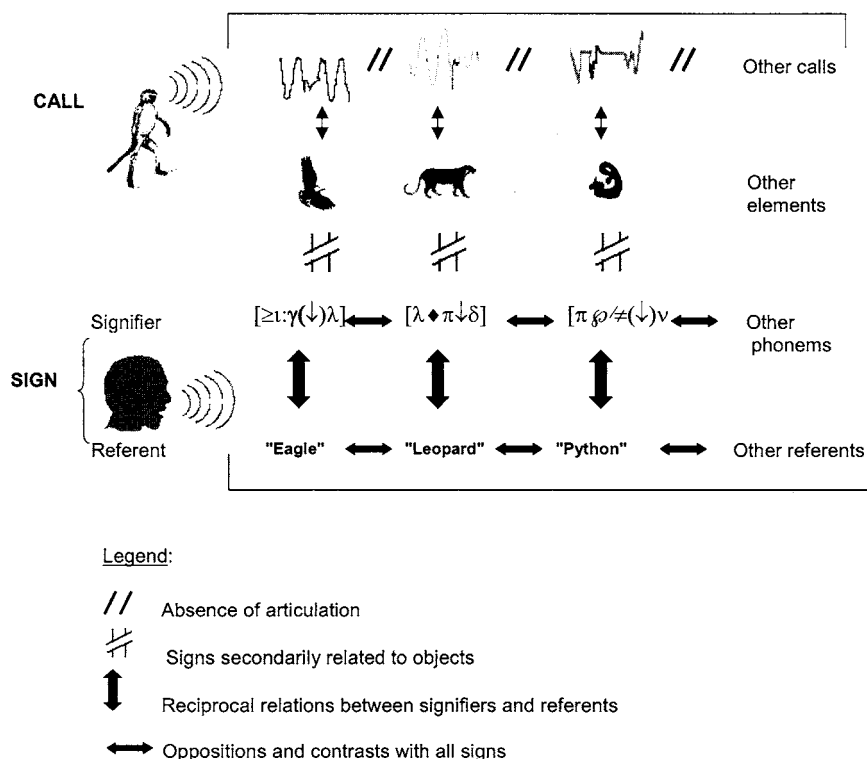 CALL
Other calls
Other
elements
Signifier
[≥ι:γ(↓)λ] [λ♦π↓δ] [π℘≁(↓)ν
Other
phonems
SIGN
Referent
"Eagle" "Leopard" "Python" Other referents
Legend:
// Absence of articulation
Signs secondarily related to objects
Reciprocal relations between signifiers and referents
Oppositions and contrasts with all signs